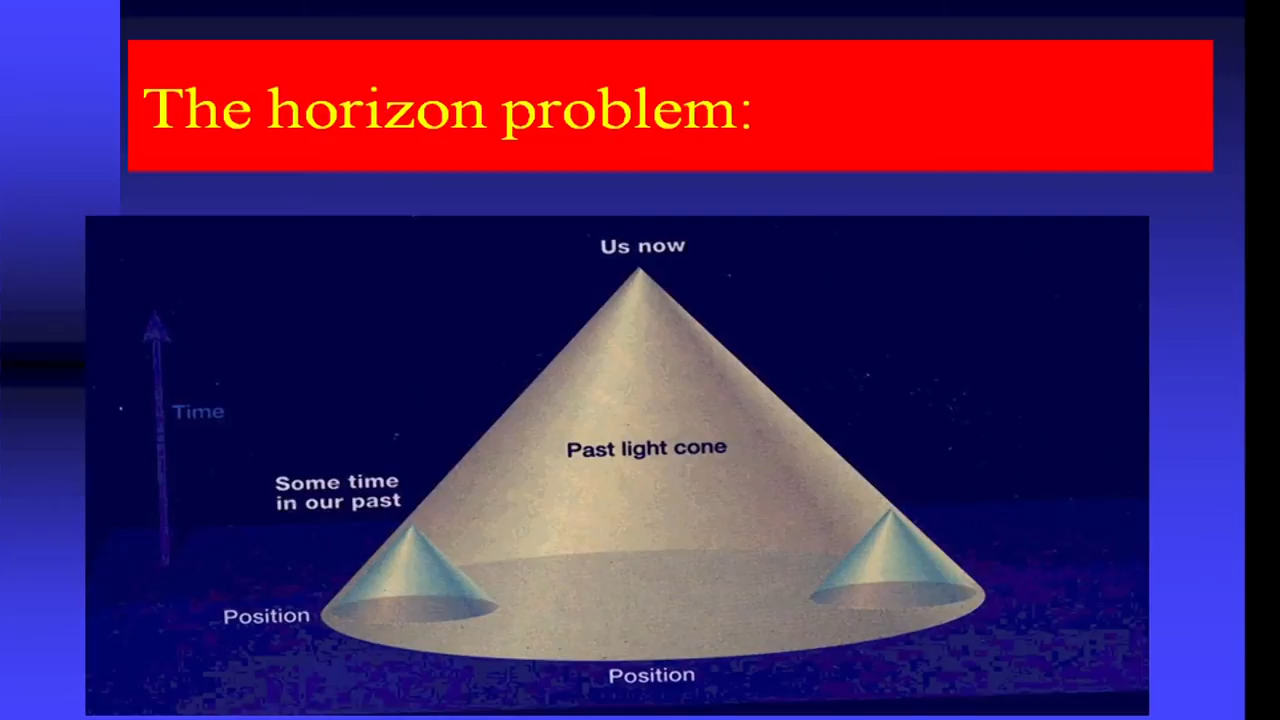 The horizon problem:
Us now
Time
Past light cone
Some time
in our past
Position
Position